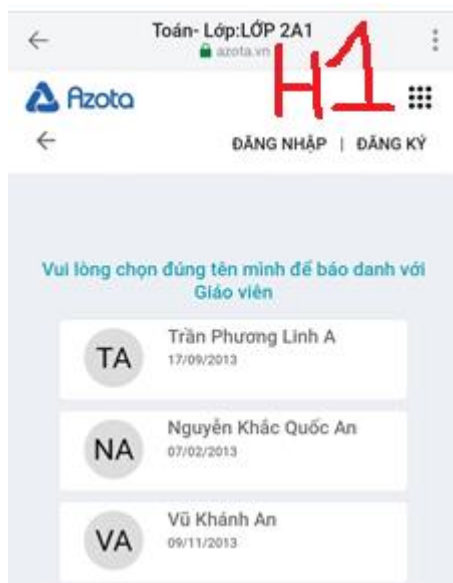 Toán- Lớp:LỚP 2A1
azota.vn
H1
Azota
ĐĂNG NHẬP | ĐĂNG KÝ
Vui lòng chọn đúng tên mình để báo danh với
Giáo viên
TA
Trần Phương Linh A
17/09/2013
NA
Nguyễn Khắc Quốc An
07/02/2013
VA
Vũ Khánh An
09/11/2013